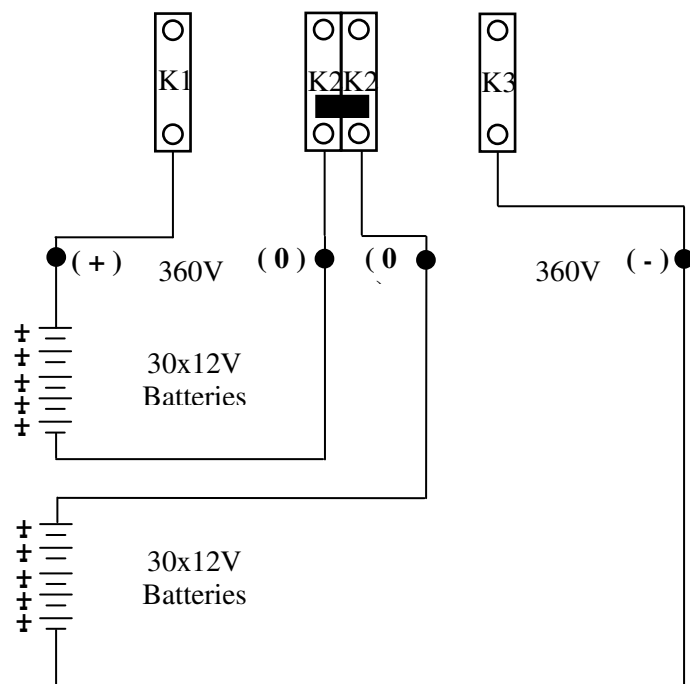 K1
K2 K2
K3
( + )
360V
( 0 )
( 0
)
360V
( - )
+
+
+
+
+
30x12V
Batteries
+
+
+
+
+
30x12V
Batteries